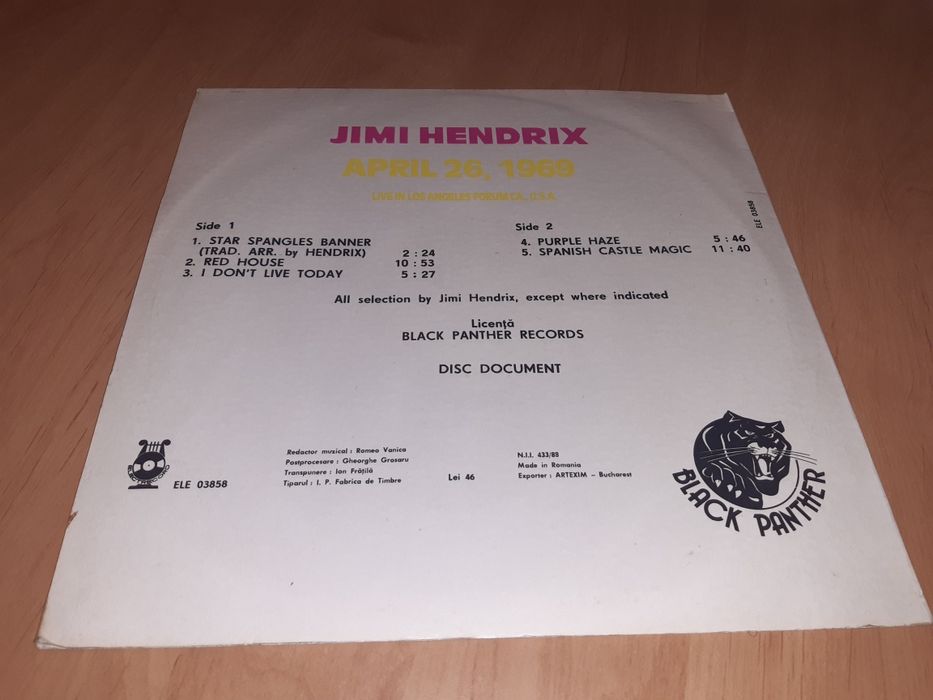 JIMI HENDRIX
APRIL 26, 1969
LIVE IN LOS ANGELES FORUM CA., U.S.A.
Side 1
1. STAR SPANGLES BANNER
(TRAD. ARR. by HENDRIX) 2 : 24
2. RED HOUSE 10 : 53
3. I DON'T LIVE TODAY 5 : 27
Side 2
4. PURPLE HAZE 5 : 46
5. SPANISH CASTLE MAGIC 11 : 40
ELE 03858
All selection by Jimi Hendrix, except where indicated
Licență
BLACK PANTHER RECORDS
DISC DOCUMENT
ELE 03858
Redactor muzical : Romeo Vanica
Postprocesare : Gheorghe Grosaru
Transpunere : Ion Frățilă
Tiparul : I. P. Fabrica de Timbre
Lei 46
N.I.I. 433/88
Made in Romania
Exporter : ARTEXIM – Bucharest
BLACK PANTHER